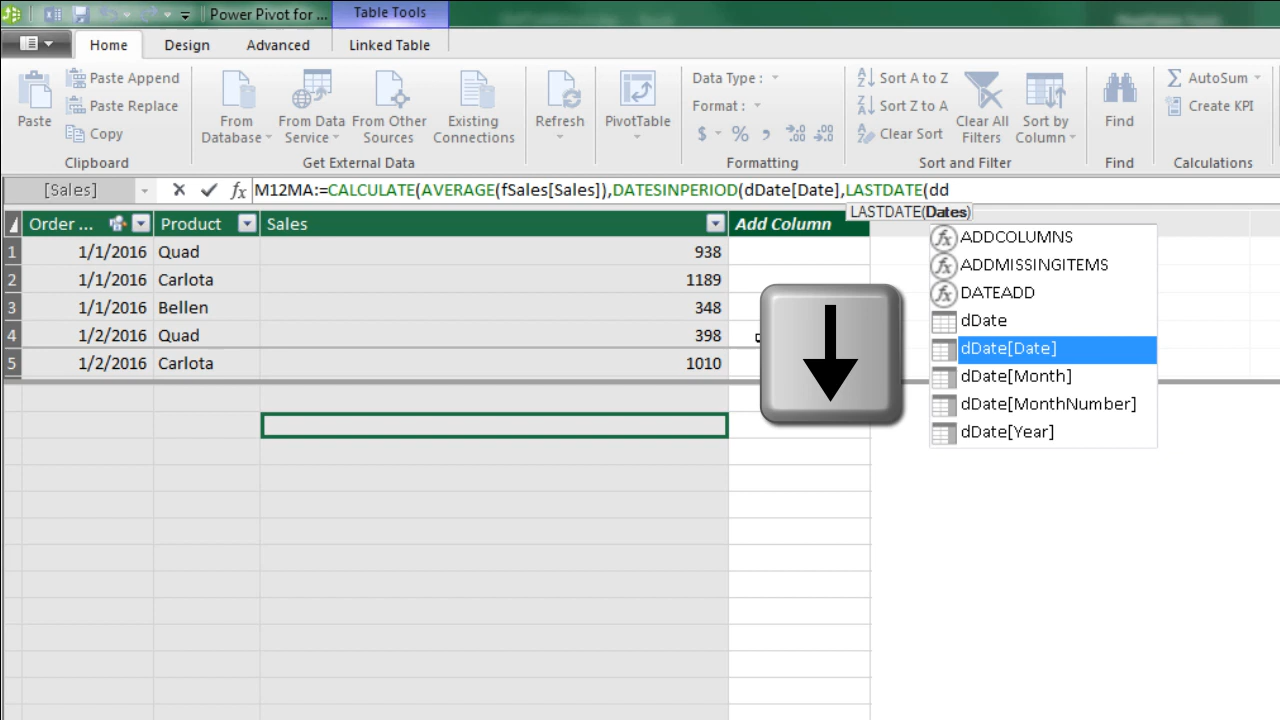 Power Pivot for ...
Table Tools
Home
Design
Advanced
Linked Table
Paste
Paste Append
Paste Replace
Copy
Clipboard
From
Database
From Data
Service
From Other
Sources
Existing
Connections
Get External Data
Refresh
PivotTable
Data Type :
Format :
$ % , .00 .00
Formatting
Sort A to Z
Sort Z to A
Clear Sort
Clear All
Filters
Sort by
Column
Sort and Filter
Find
Find
AutoSum
Create KPI
Calculations
[Sales]
fx
M12MA:=CALCULATE(AVERAGE(fSales[Sales]),DATESINPERIOD(dDate[Date],LASTDATE(dd
LASTDATE(Dates)
Order ... Product Sales Add Column
1 1/1/2016 Quad 938
2 1/1/2016 Carlota 1189
3 1/1/2016 Bellen 348
4 1/2/2016 Quad 398
5 1/2/2016 Carlota 1010
fx ADDCOLUMNS
fx ADDMISSINGITEMS
fx DATEADD
dDate
dDate[Date]
dDate[Month]
dDate[MonthNumber]
dDate[Year]